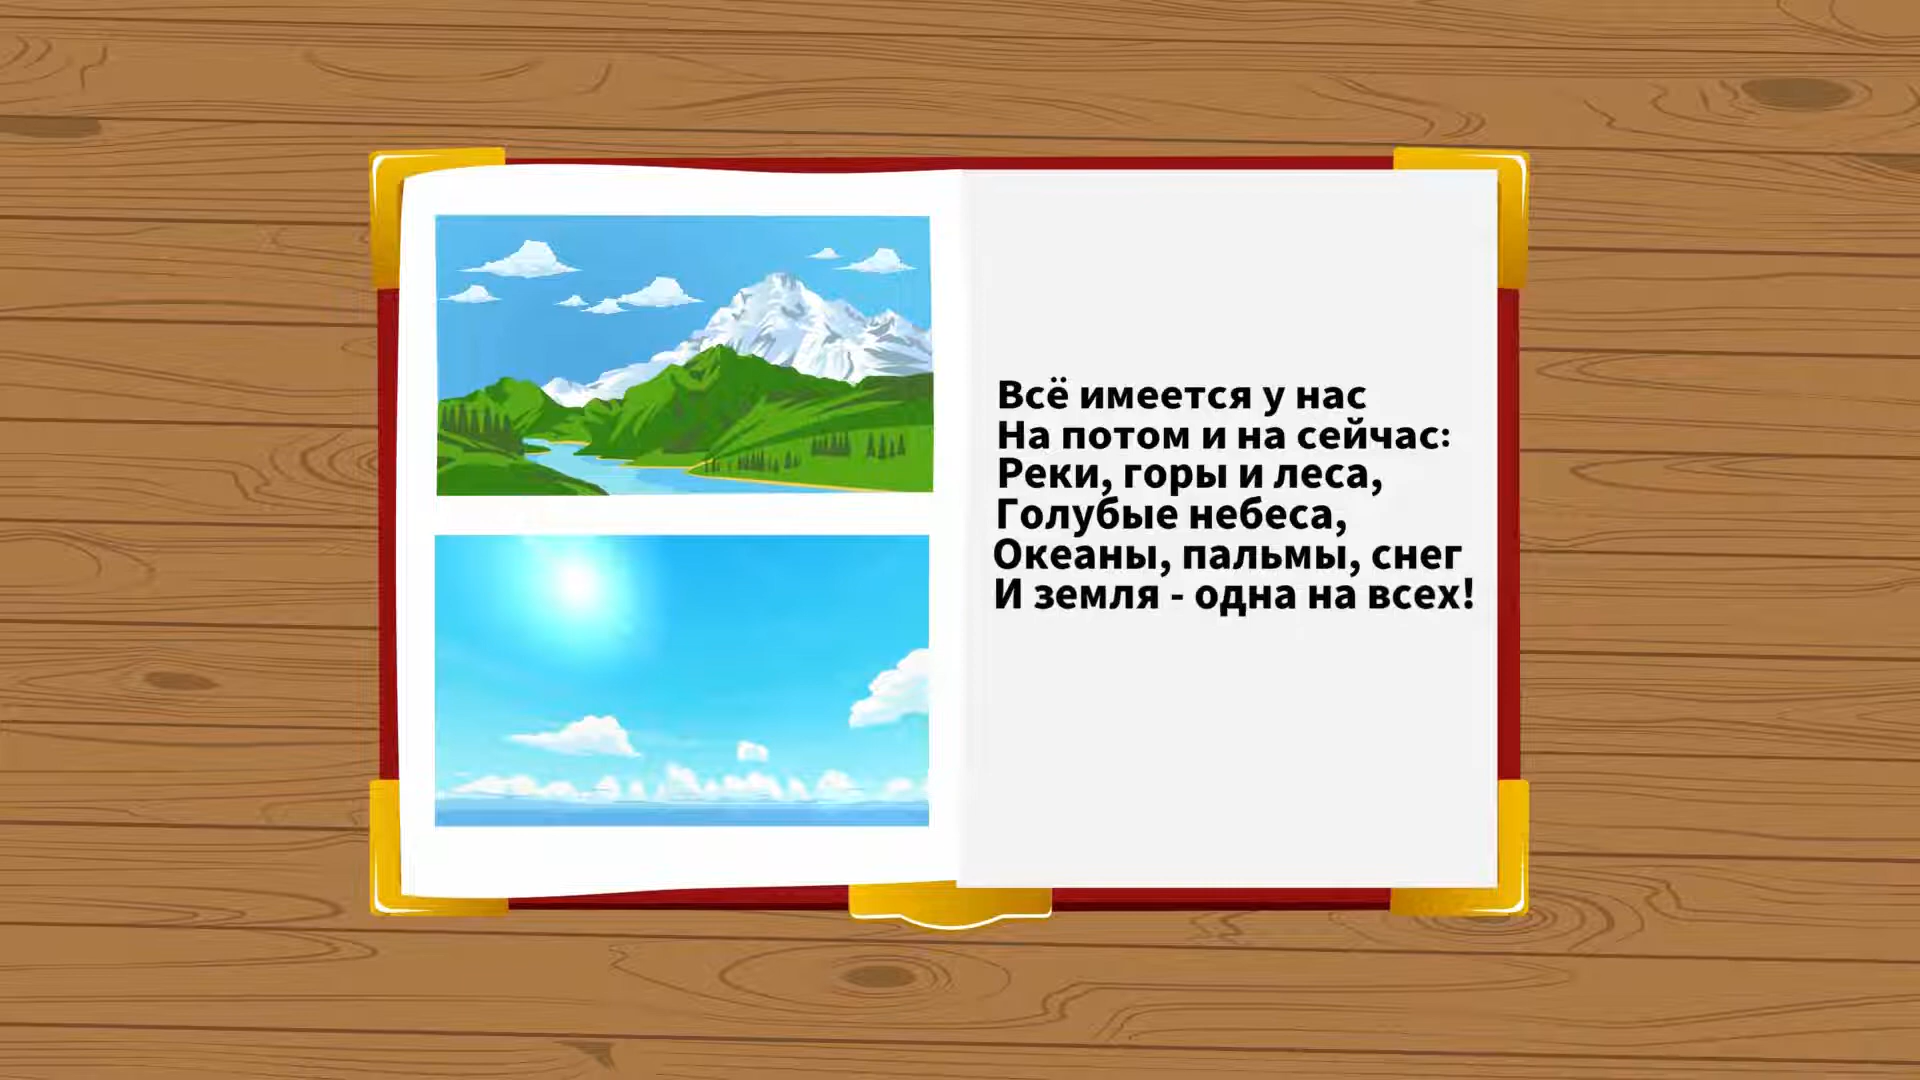 Всё имеется у нас
На потом и на сейчас:
Реки, горы и леса,
Голубые небеса,
Океаны, пальмы, снег
И земля - одна на всех!